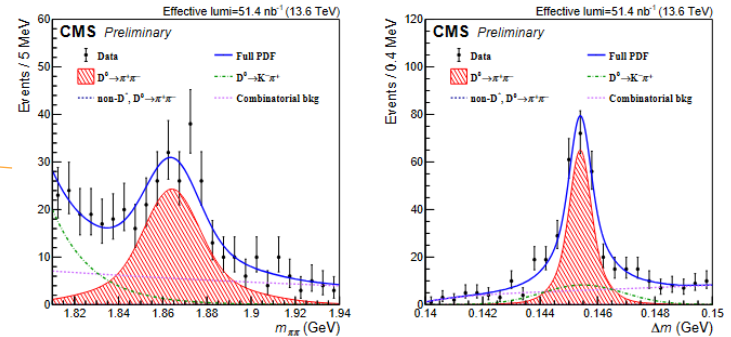 Effective lumi=51.4 nb⁻¹ (13.6 TeV)
CMS Preliminary
Data
Full PDF
D⁰→π⁺π⁻
D⁰→K⁻π⁺
non-D*, D⁰→π⁺π⁻
Combinatorial bkg
Events / 5 MeV
60
50
40
30
20
10
0
1.82 1.84 1.86 1.88 1.9 1.92 1.94
mππ (GeV)
Effective lumi=51.4 nb⁻¹ (13.6 TeV)
CMS Preliminary
Data
Full PDF
D⁰→π⁺π⁻
D⁰→K⁻π⁺
non-D*, D⁰→π⁺π⁻
Combinatorial bkg
Events / 0.4 MeV
120
100
80
60
40
20
0
0.14 0.142 0.144 0.146 0.148 0.15
Δm (GeV)